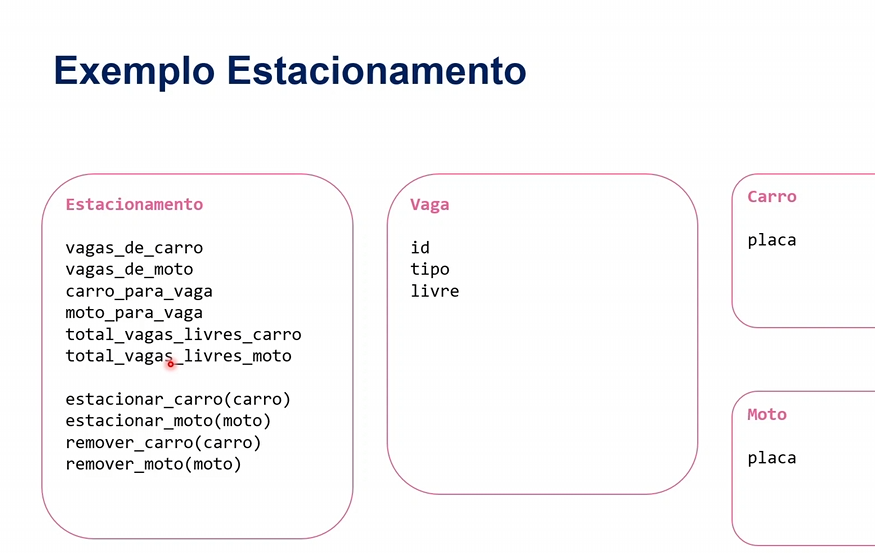 Exemplo Estacionamento
Estacionamento
vagas_de_carro
vagas_de_moto
carro_para_vaga
moto_para_vaga
total_vagas_livres_carro
total_vagas_livres_moto
estacionar_carro(carro)
estacionar_moto(moto)
remover_carro(carro)
remover_moto(moto)
Vaga
id
tipo
livre
Carro
placa
Moto
placa